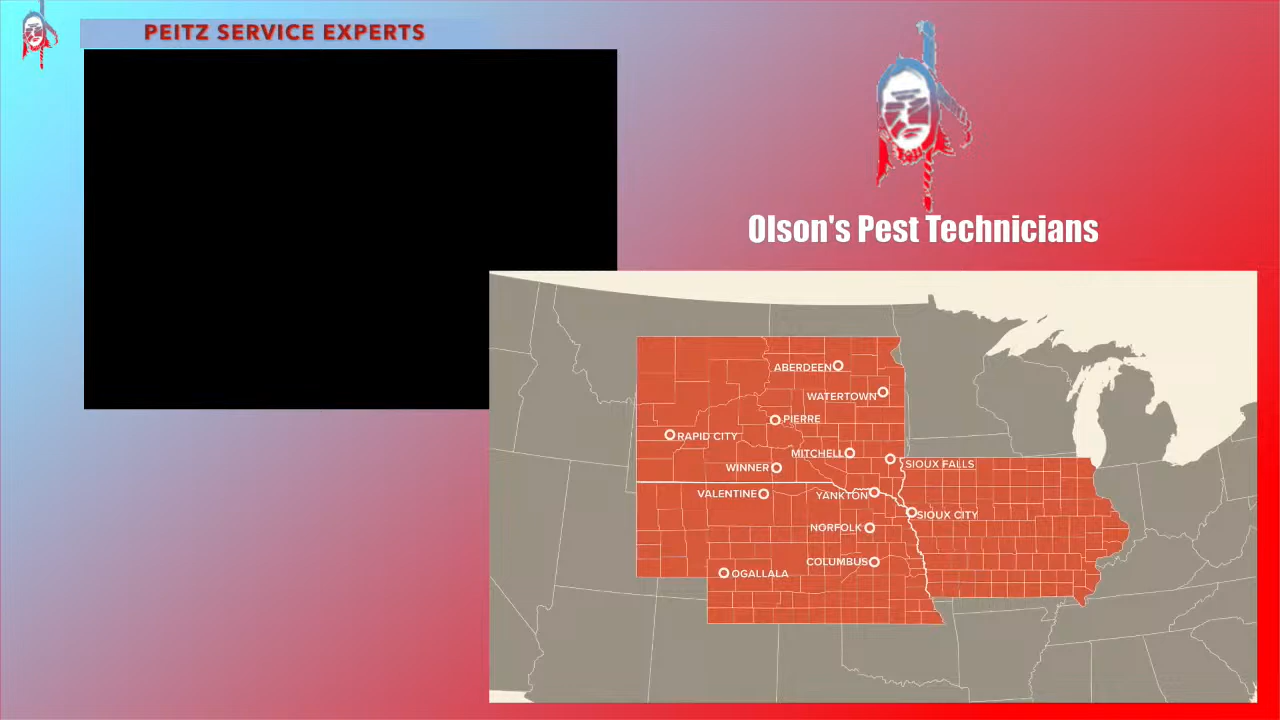 PEITZ SERVICE EXPERTS
Olson's Pest Technicians
ABERDEEN
WATERTOWN
PIERRE
RAPID CITY
MITCHELL
SIOUX FALLS
WINNER
VALENTINE
YANKTON
SIOUX CITY
NORFOLK
COLUMBUS
OGALLALA